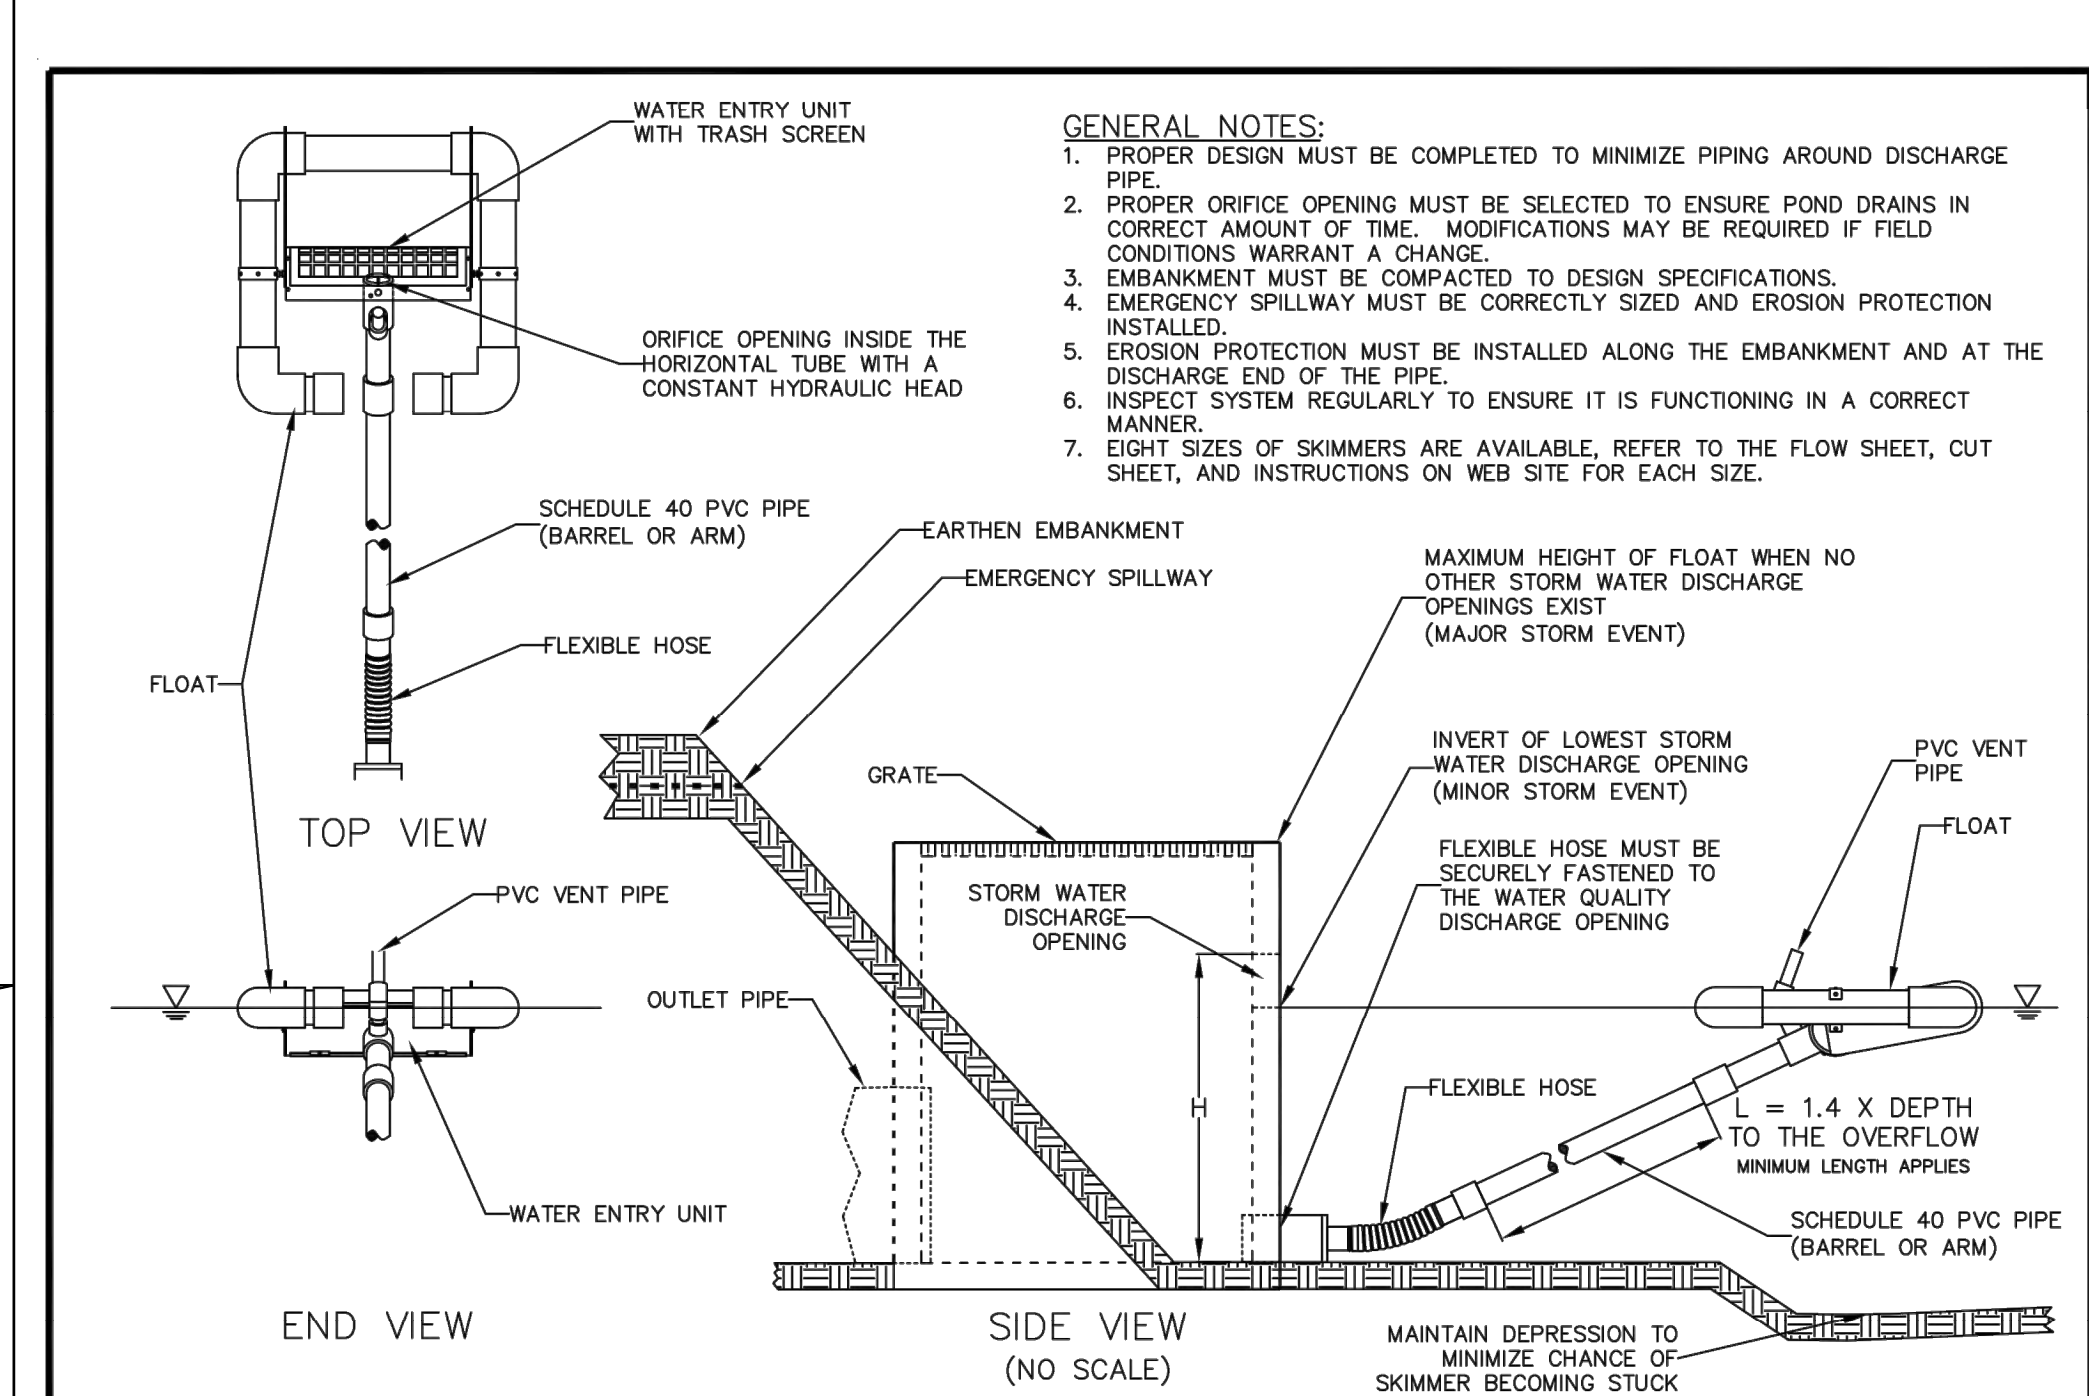 WATER ENTRY UNIT
WITH TRASH SCREEN
ORIFICE OPENING INSIDE THE
HORIZONTAL TUBE WITH A
CONSTANT HYDRAULIC HEAD
SCHEDULE 40 PVC PIPE
(BARREL OR ARM)
FLEXIBLE HOSE
FLOAT
TOP VIEW
PVC VENT PIPE
WATER ENTRY UNIT
END VIEW
GENERAL NOTES:
1. PROPER DESIGN MUST BE COMPLETED TO MINIMIZE PIPING AROUND DISCHARGE
PIPE.
2. PROPER ORIFICE OPENING MUST BE SELECTED TO ENSURE POND DRAINS IN
CORRECT AMOUNT OF TIME. MODIFICATIONS MAY BE REQUIRED IF FIELD
CONDITIONS WARRANT A CHANGE.
3. EMBANKMENT MUST BE COMPACTED TO DESIGN SPECIFICATIONS.
4. EMERGENCY SPILLWAY MUST BE CORRECTLY SIZED AND EROSION PROTECTION
INSTALLED.
5. EROSION PROTECTION MUST BE INSTALLED ALONG THE EMBANKMENT AND AT THE
DISCHARGE END OF THE PIPE.
6. INSPECT SYSTEM REGULARLY TO ENSURE IT IS FUNCTIONING IN A CORRECT
MANNER.
7. EIGHT SIZES OF SKIMMERS ARE AVAILABLE, REFER TO THE FLOW SHEET, CUT
SHEET, AND INSTRUCTIONS ON WEB SITE FOR EACH SIZE.
EARTHEN EMBANKMENT
EMERGENCY SPILLWAY
MAXIMUM HEIGHT OF FLOAT WHEN NO
OTHER STORM WATER DISCHARGE
OPENINGS EXIST
(MAJOR STORM EVENT)
GRATE
INVERT OF LOWEST STORM
WATER DISCHARGE OPENING
(MINOR STORM EVENT)
PVC VENT
PIPE
FLOAT
FLEXIBLE HOSE MUST BE
SECURELY FASTENED TO
THE WATER QUALITY
DISCHARGE OPENING
STORM WATER
DISCHARGE
OPENING
OUTLET PIPE
H
FLEXIBLE HOSE
L = 1.4 X DEPTH
TO THE OVERFLOW
MINIMUM LENGTH APPLIES
SCHEDULE 40 PVC PIPE
(BARREL OR ARM)
SIDE VIEW
(NO SCALE)
MAINTAIN DEPRESSION TO
MINIMIZE CHANCE OF
SKIMMER BECOMING STUCK